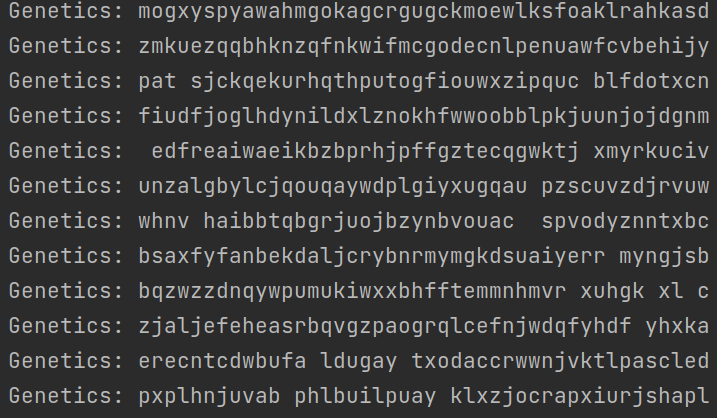 Genetics: mogxyspyawahmgokagcrgugckmoewlksfoaklrahkasd
Genetics: zmkuezqqbhknzqfnkwifmcgodecnlpenuawfcvbehijy
Genetics: pat sjckqekurhqthputogfiouwxzipquc blfdotxcn
Genetics: fiudfjoglhdynildxlznokhfwwoobblpkjuunjojdgnm
Genetics:  edfreaiwaeikbzbprhjpffgztecqgwktj xmyrkuciv
Genetics: unzalgbylcjqouqaywdplgiyxugqau pzscuvzdjrvuw
Genetics: whnv haibbtqbgrjuojbzynbvouac  spvodyznntxbc
Genetics: bsaxfyfanbekdaljcrybnrmymgkdsuaiyerr myngjsb
Genetics: bqzwzzdnqywpumukiwxxbhfftemmnhmvr xuhgk xl c
Genetics: zjaljefeheasrbqvgzpaogrqlcefnjwdqfyhdf yhxka
Genetics: erecntcdwbufa ldugay txodaccrwwnjvktlpascled
Genetics: pxplhnjuvab phlbuilpuay klxzjocrapxiurjshapl